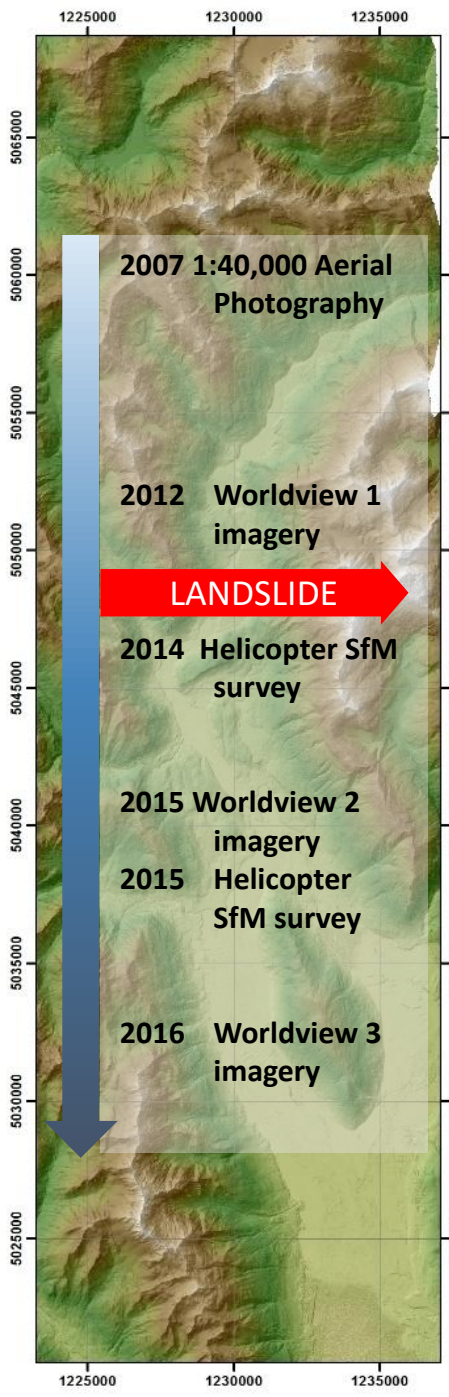 1225000 1230000 1235000
5065000
5060000
2007 1:40,000 Aerial
Photography
5055000
2012 Worldview 1
imagery
5050000
LANDSLIDE
2014 Helicopter SfM
survey
5045000
2015 Worldview 2
imagery
5040000
2015 Helicopter
SfM survey
5035000
2016 Worldview 3
imagery
5030000
5025000
1225000 1230000 1235000